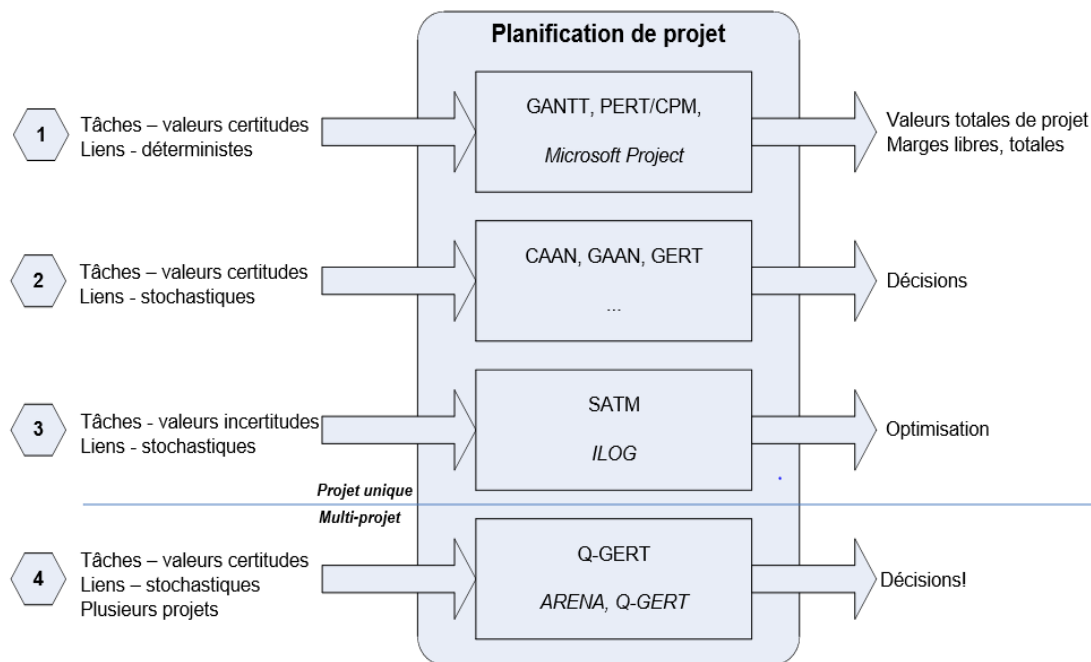 Planification de projet
1
Tâches – valeurs certitudes
Liens - déterministes
GANTT, PERT/CPM,
Microsoft Project
Valeurs totales de projet
Marges libres, totales
2
Tâches – valeurs certitudes
Liens - stochastiques
CAAN, GAAN, GERT
...
Décisions
3
Tâches - valeurs incertitudes
Liens - stochastiques
SATM
ILOG
Optimisation
Projet unique
Multi-projet
4
Tâches – valeurs certitudes
Liens – stochastiques
Plusieurs projets
Q-GERT
ARENA, Q-GERT
Décisions!